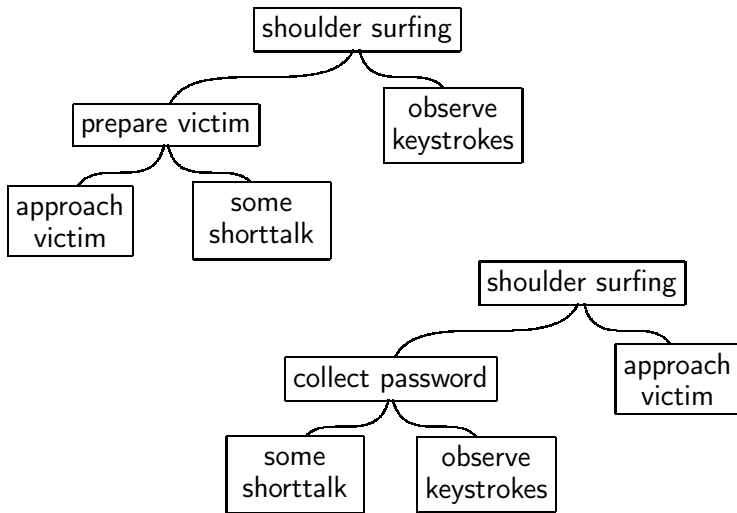 shoulder surfing
prepare victim
observe
keystrokes
approach
victim
some
shorttalk
shoulder surfing
collect password
approach
victim
some
shorttalk
observe
keystrokes